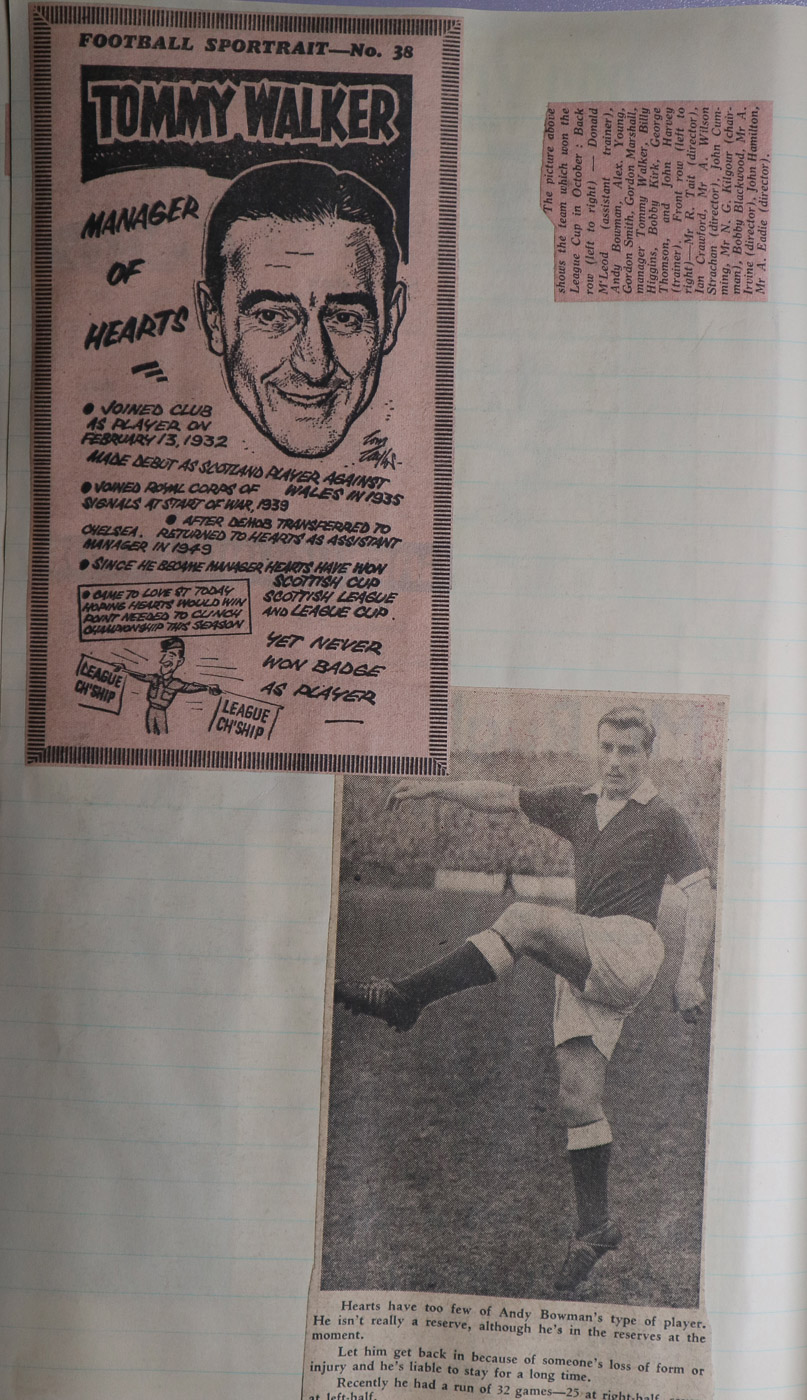 FOOTBALL SPORTRAIT—No. 38
TOMMY WALKER
MANAGER
OF
HEARTS
● JOINED CLUB
AS PLAYER ON
FEBRUARY 13, 1932
MADE DEBUT AS SCOTLAND PLAYER AGAINST
WALES IN 1935
● JOINED ROYAL CORPS OF
SIGNALS AT START OF WAR, 1939
● AFTER DEMOB TRANSFERRED TO
CHELSEA. RETURNED TO HEARTS AS ASSISTANT
MANAGER IN 1949
● SINCE HE BECAME MANAGER HEARTS HAVE WON
SCOTTISH CUP
SCOTTISH LEAGUE
AND LEAGUE CUP.
● CAME TO LOVE ST TODAY
HOPING HEARTS WOULD WIN
POINT NEEDED TO CLINCH
CHAMPIONSHIP THIS SEASON
YET NEVER
WON BADGE
AS PLAYER
LEAGUE
CH'SHIP
LEAGUE
CH'SHIP
The picture above
shows the team which won the
League Cup in October: Back
row (left to right) — Donald
M'Leod (assistant trainer),
Andy Bowman, Alex. Young,
Gordon Smith, Gordon Marshall,
manager Tommy Walker, Billy
Higgins, Bobby Kirk, George
Thomson, and John Harvey
(trainer). Front row (left to
right)—Mr R. Tait (director),
Ian Crawford, Mr A. Wilson
Strachan (director), John Cum-
ming, Mr N. G. Kilgour (chair-
man), Bobby Blackwood, Mr A.
Irvine (director), John Hamilton,
Mr A. Eadie (director).
Hearts have too few of Andy Bowman's type of player.
He isn't really a reserve, although he's in the reserves at the
moment.
Let him get back in because of someone's loss of form or
injury and he's liable to stay for a long time.
Recently he had a run of 32 games—25 at right-half,
at left-half.